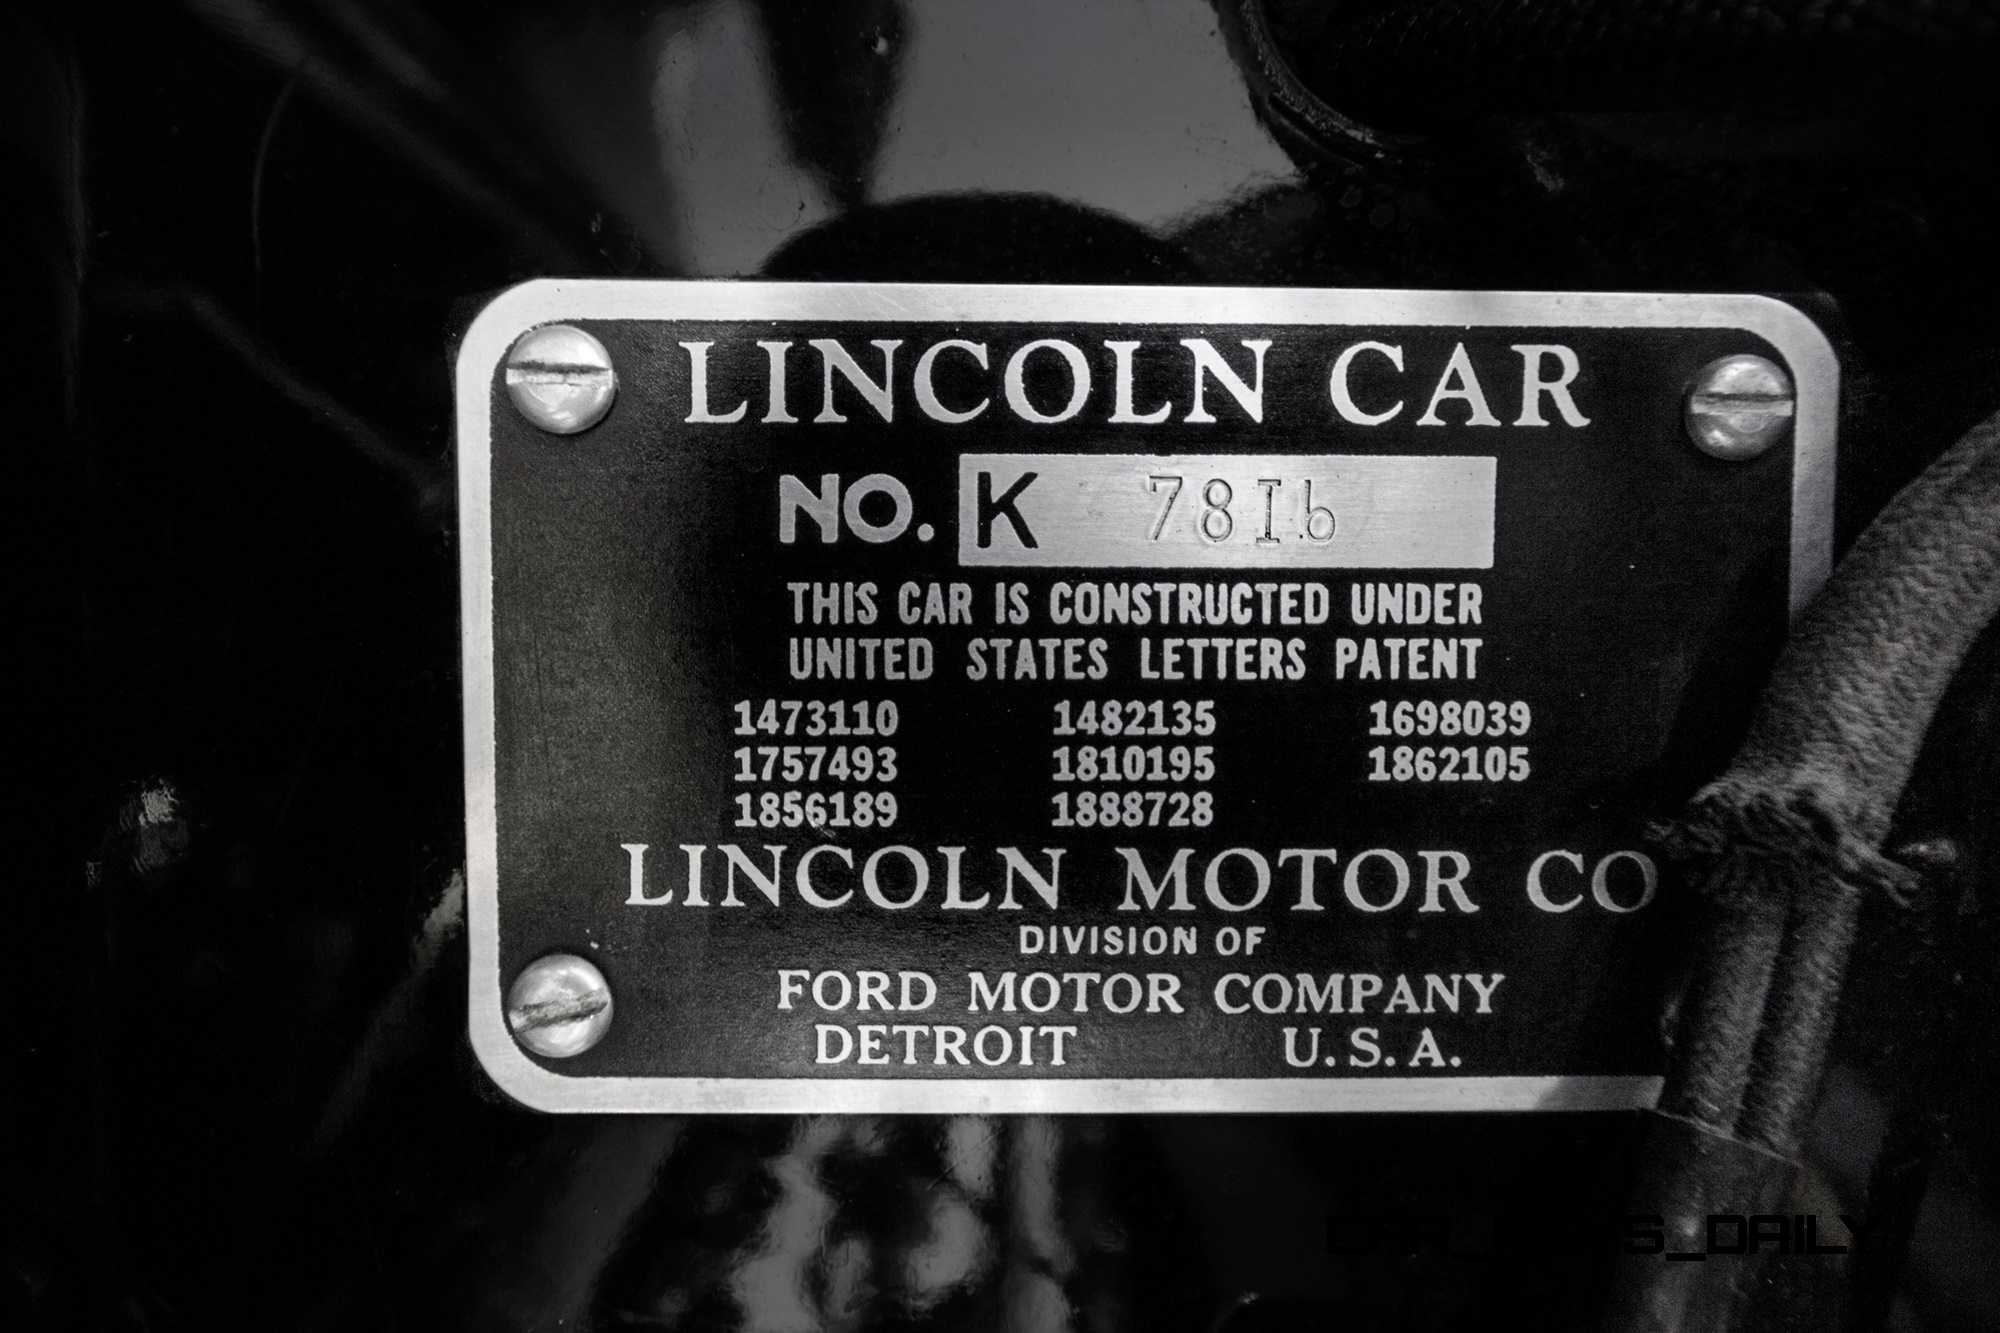 LINCOLN CAR
NO. K 78Ib
THIS CAR IS CONSTRUCTED UNDER
UNITED STATES LETTERS PATENT
1473110 1482135 1698039
1757493 1810195 1862105
1856189 1888728
LINCOLN MOTOR CO
DIVISION OF
FORD MOTOR COMPANY
DETROIT U.S.A.